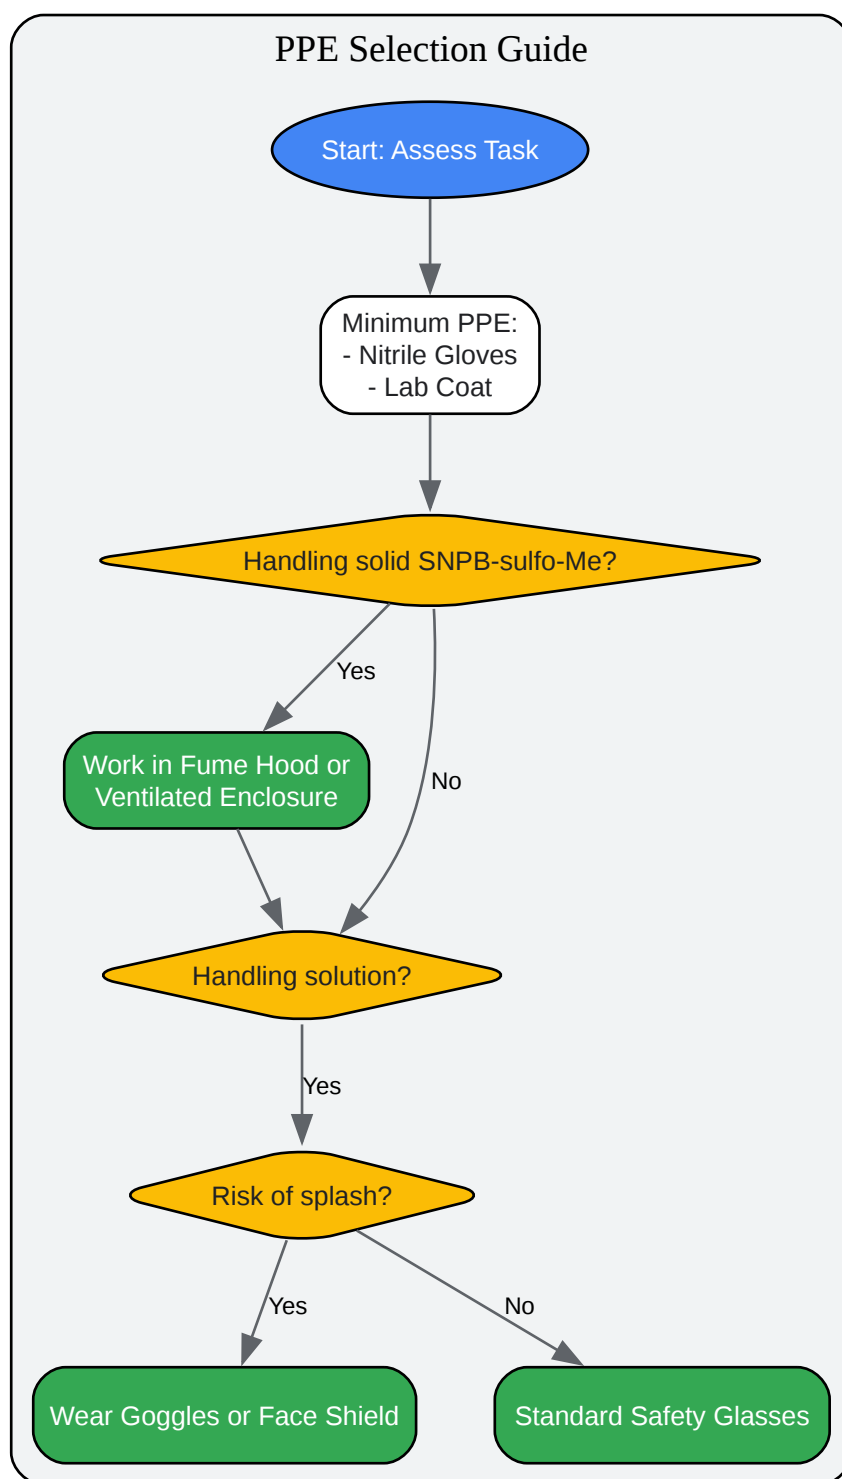 PPE Selection Guide
Start: Assess Task
Minimum PPE:
- Nitrile Gloves
- Lab Coat
Handling solid SNPB-sulfo-Me?
Yes
Work in Fume Hood or
Ventilated Enclosure
No
Handling solution?
Yes
Risk of splash?
Yes
No
Wear Goggles or Face Shield
Standard Safety Glasses